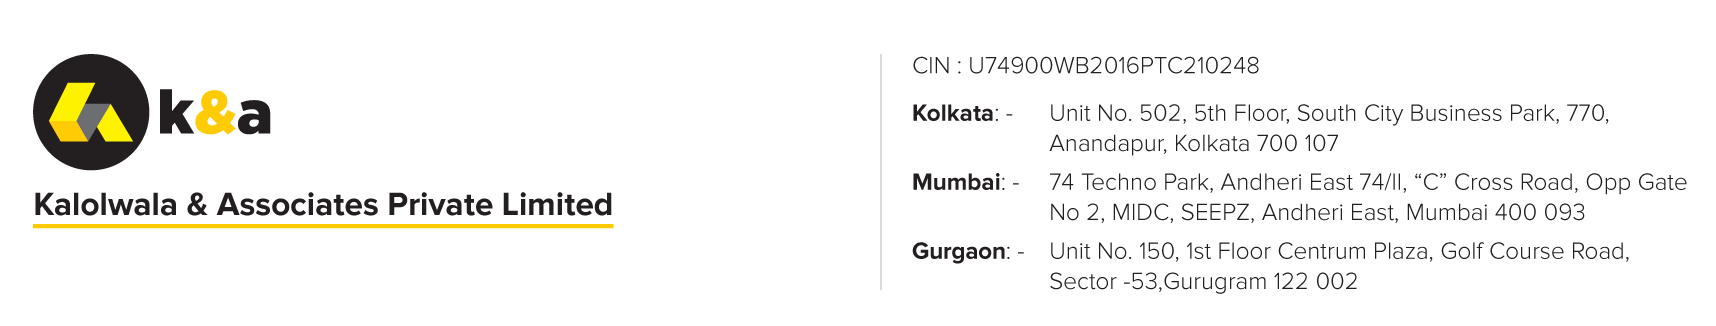 k&a
Kalolwala & Associates Private Limited
CIN : U74900WB2016PTC210248
Kolkata: - Unit No. 502, 5th Floor, South City Business Park, 770,
Anandapur, Kolkata 700 107
Mumbai: - 74 Techno Park, Andheri East 74/II, “C” Cross Road, Opp Gate
No 2, MIDC, SEEPZ, Andheri East, Mumbai 400 093
Gurgaon: - Unit No. 150, 1st Floor Centrum Plaza, Golf Course Road,
Sector -53,Gurugram 122 002